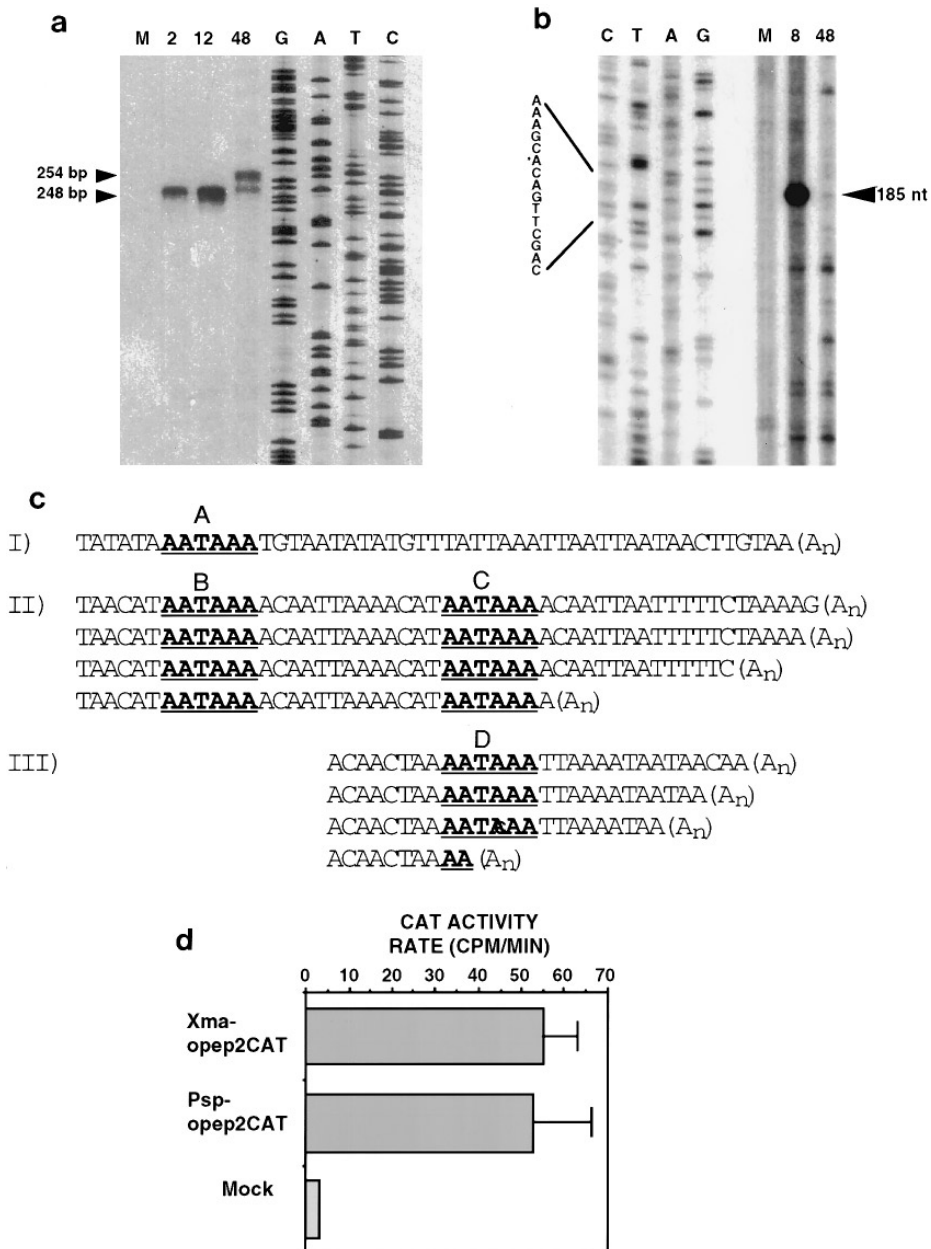 a
M 2 12 48 G A T C
254 bp
248 bp
b
C T A G M 8 48
A
A
A
G
C
A
C
A
G
T
T
C
G
A
C
185 nt
c
A
I) TATATAAATAAATGTAATATATGTTTATTAAATTAATTAATAACTTGTAA(An)
B C
II) TAACATAATAAAACAATTAAAACATAATAAAACAATTAATTTTTCTAAAAG(An)
TAACATAATAAAACAATTAAAACATAATAAAACAATTAATTTTTCTAAAA(An)
TAACATAATAAAACAATTAAAACATAATAAAACAATTAATTTTTC(An)
TAACATAATAAAACAATTAAAACATAATAAAA(An)
D
III) ACAACTAAAATAAATTAAAATAATAACAA(An)
ACAACTAAAATAAATTAAAATAATAA(An)
ACAACTAAAATAAATTAAAATAA(An)
ACAACTAAAA(An)
d
CAT ACTIVITY
RATE (CPM/MIN)
0 10 20 30 40 50 60 70
Xma-
opep2CAT
Psp-
opep2CAT
Mock